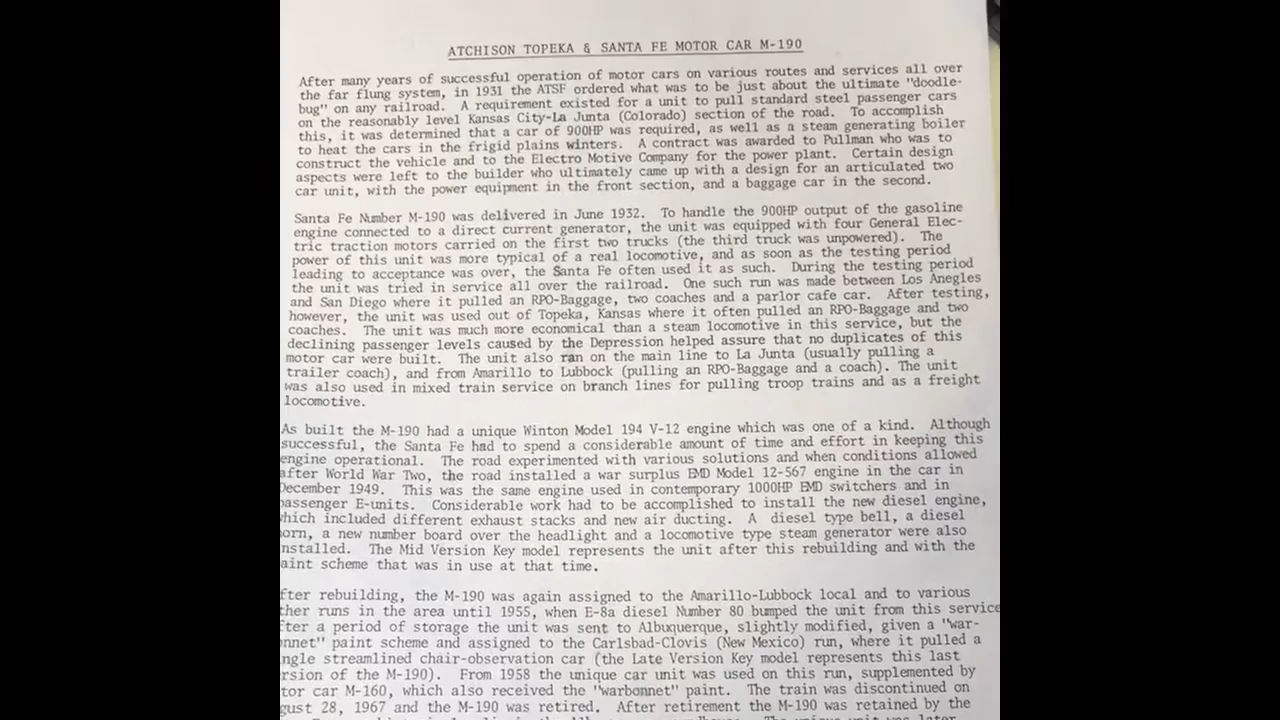 ATCHISON TOPEKA & SANTA FE MOTOR CAR M-190
After many years of successful operation of motor cars on various routes and services all over
the far flung system, in 1931 the ATSF ordered what was to be just about the ultimate "doodle-
bug" on any railroad. A requirement existed for a unit to pull standard steel passenger cars
on the reasonably level Kansas City-La Junta (Colorado) section of the road. To accomplish
this, it was determined that a car of 900HP was required, as well as a steam generating boiler
to heat the cars in the frigid plains winters. A contract was awarded to Pullman who was to
construct the vehicle and to the Electro Motive Company for the power plant. Certain design
aspects were left to the builder who ultimately came up with a design for an articulated two
car unit, with the power equipment in the front section, and a baggage car in the second.
Santa Fe Number M-190 was delivered in June 1932. To handle the 900HP output of the gasoline
engine connected to a direct current generator, the unit was equipped with four General Elec-
tric traction motors carried on the first two trucks (the third truck was unpowered). The
power of this unit was more typical of a real locomotive, and as soon as the testing period
leading to acceptance was over, the Santa Fe often used it as such. During the testing period
the unit was tried in service all over the railroad. One such run was made between Los Anegles
and San Diego where it pulled an RPO-Baggage, two coaches and a parlor cafe car. After testing,
however, the unit was used out of Topeka, Kansas where it often pulled an RPO-Baggage and two
coaches. The unit was much more economical than a steam locomotive in this service, but the
declining passenger levels caused by the Depression helped assure that no duplicates of this
motor car were built. The unit also ran on the main line to La Junta (usually pulling a
trailer coach), and from Amarillo to Lubbock (pulling an RPO-Baggage and a coach). The unit
was also used in mixed train service on branch lines for pulling troop trains and as a freight
locomotive.
As built the M-190 had a unique Winton Model 194 V-12 engine which was one of a kind. Although
successful, the Santa Fe had to spend a considerable amount of time and effort in keeping this
engine operational. The road experimented with various solutions and when conditions allowed
after World War Two, the road installed a war surplus EMD Model 12-567 engine in the car in
December 1949. This was the same engine used in contemporary 1000HP EMD switchers and in
passenger E-units. Considerable work had to be accomplished to install the new diesel engine,
which included different exhaust stacks and new air ducting. A diesel type bell, a diesel
orn, a new number board over the headlight and a locomotive type steam generator were also
nstalled. The Mid Version Key model represents the unit after this rebuilding and with the
aint scheme that was in use at that time.
fter rebuilding, the M-190 was again assigned to the Amarillo-Lubbock local and to various
ther runs in the area until 1955, when E-8a diesel Number 80 bumped the unit from this service
fter a period of storage the unit was sent to Albuquerque, slightly modified, given a "war-
nnet" paint scheme and assigned to the Carlsbad-Clovis (New Mexico) run, where it pulled a
ngle streamlined chair-observation car (the Late Version Key model represents this last
rsion of the M-190). From 1958 the unique car unit was used on this run, supplemented by
tor car M-160, which also received the "warbonnet" paint. The train was discontinued on
gust 28, 1967 and the M-190 was retired. After retirement the M-190 was retained by the